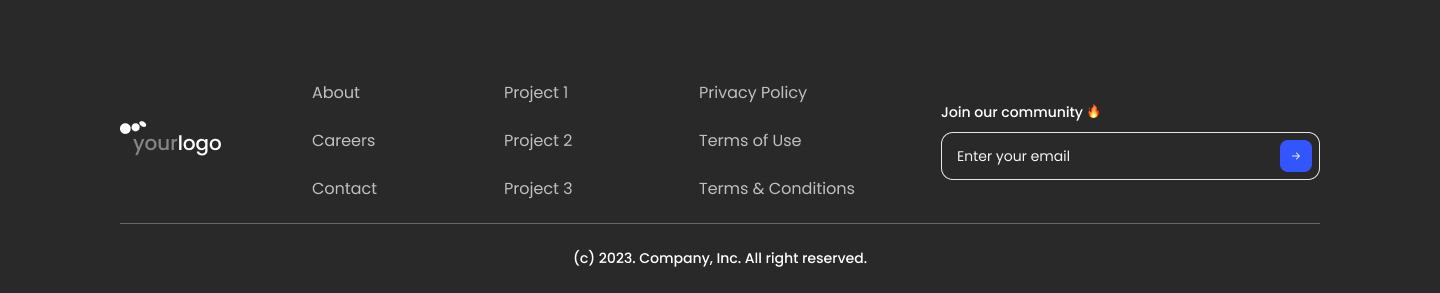 yourlogo
About
Careers
Contact
Project 1
Project 2
Project 3
Privacy Policy
Terms of Use
Terms & Conditions
Join our community 🔥
Enter your email
(c) 2023. Company, Inc. All right reserved.